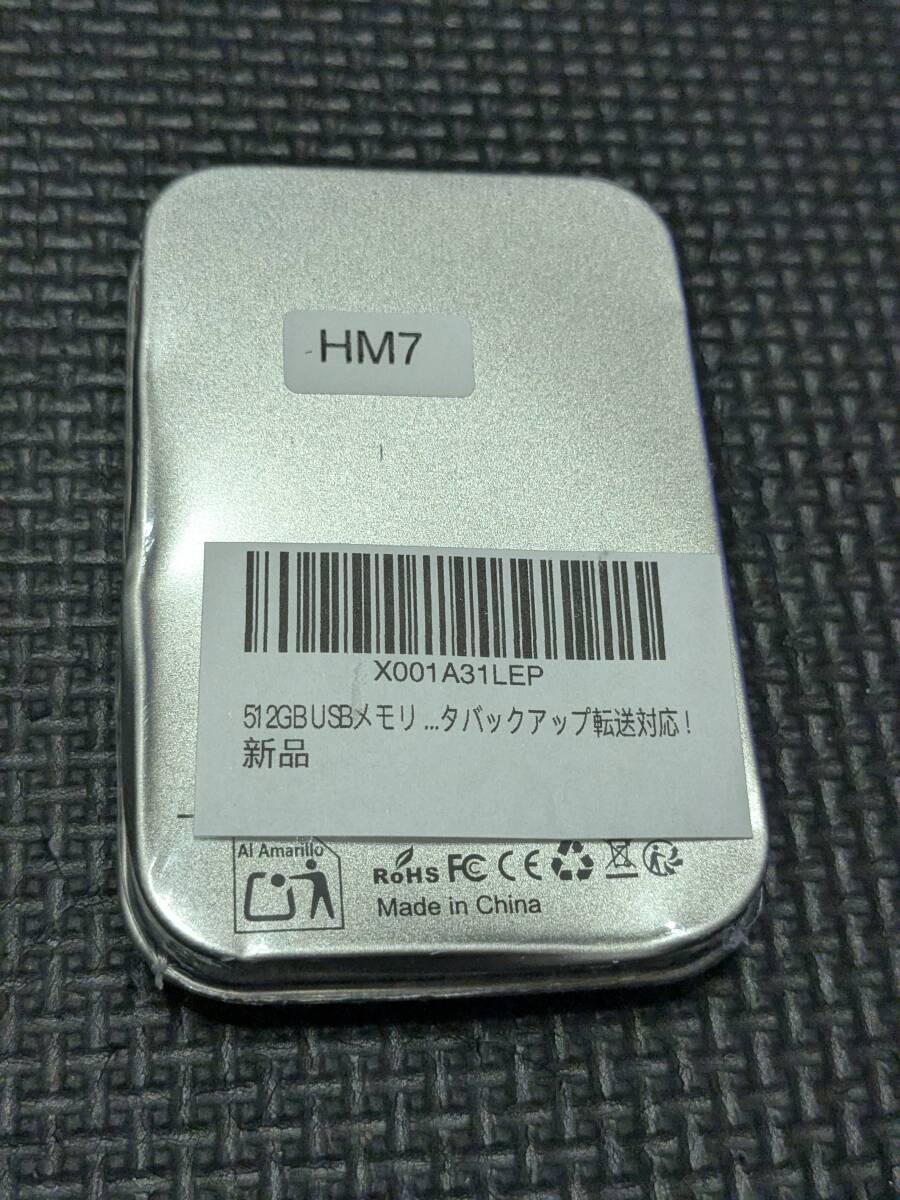 HM7
X001A31LEP
512GB USBメモリ ...タバックアップ転送対応！
新品
Al Amarillo
RoHS FC CE
Made in China